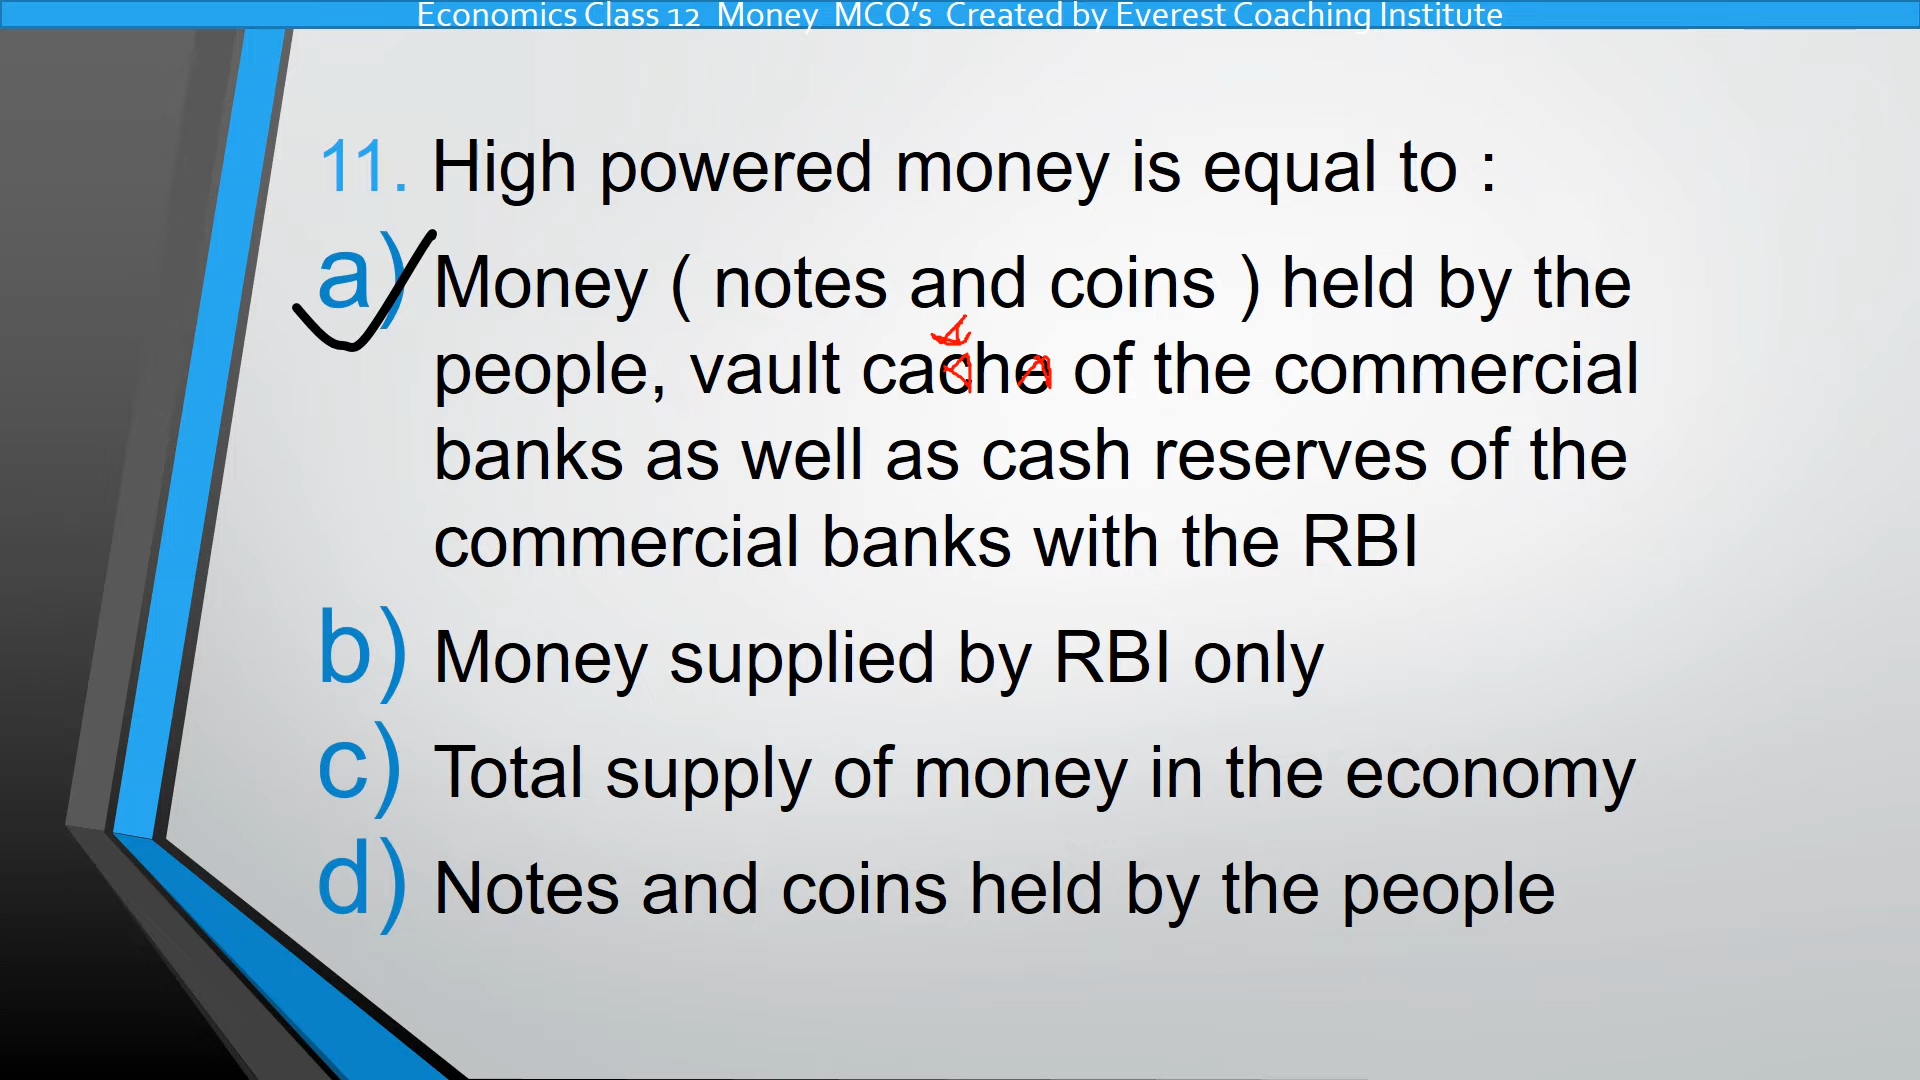 Economics Class 12 Money MCQ’s Created by Everest Coaching Institute
11. High powered money is equal to :
a) Money ( notes and coins ) held by the
people, vault cache of the commercial
banks as well as cash reserves of the
commercial banks with the RBI
b) Money supplied by RBI only
c) Total supply of money in the economy
d) Notes and coins held by the people